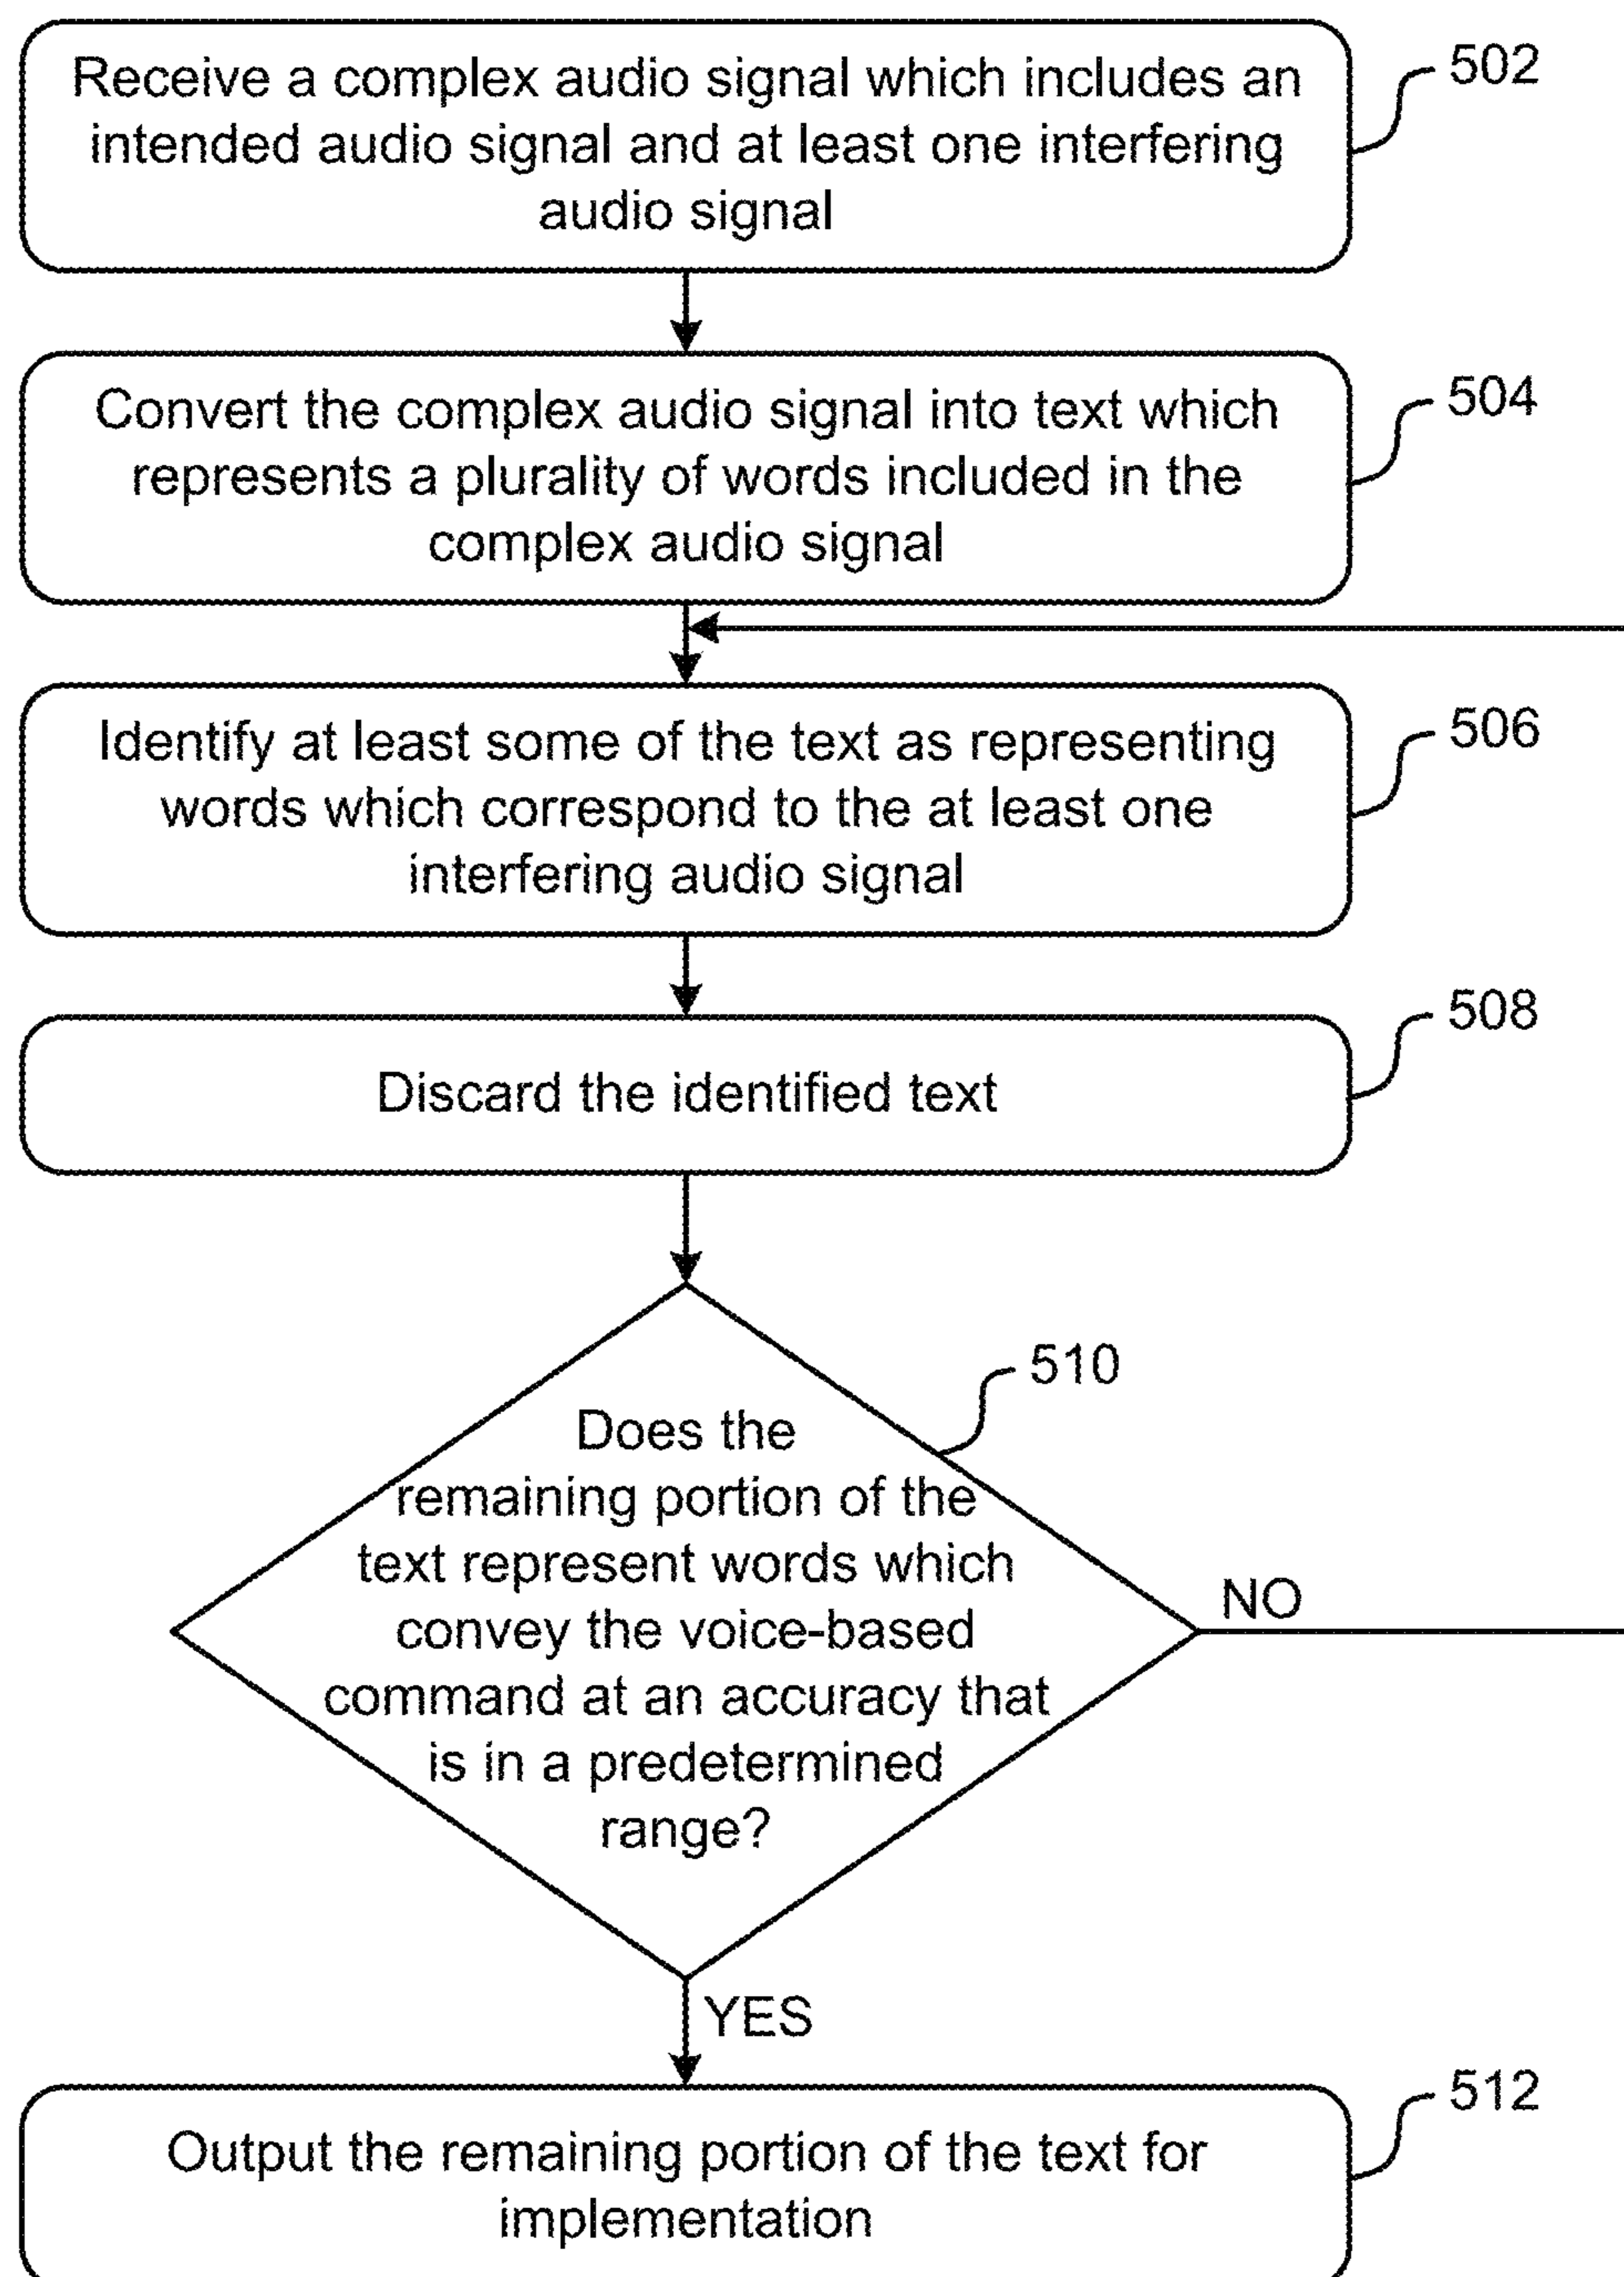 Receive a complex audio signal which includes an
intended audio signal and at least one interfering
audio signal
502
Convert the complex audio signal into text which
represents a plurality of words included in the
complex audio signal
504
Identify at least some of the text as representing
words which correspond to the at least one
interfering audio signal
506
Discard the identified text
508
Does the
remaining portion of the
text represent words which
convey the voice-based
command at an accuracy that
is in a predetermined
range?
510
NO
YES
Output the remaining portion of the text for
implementation
512